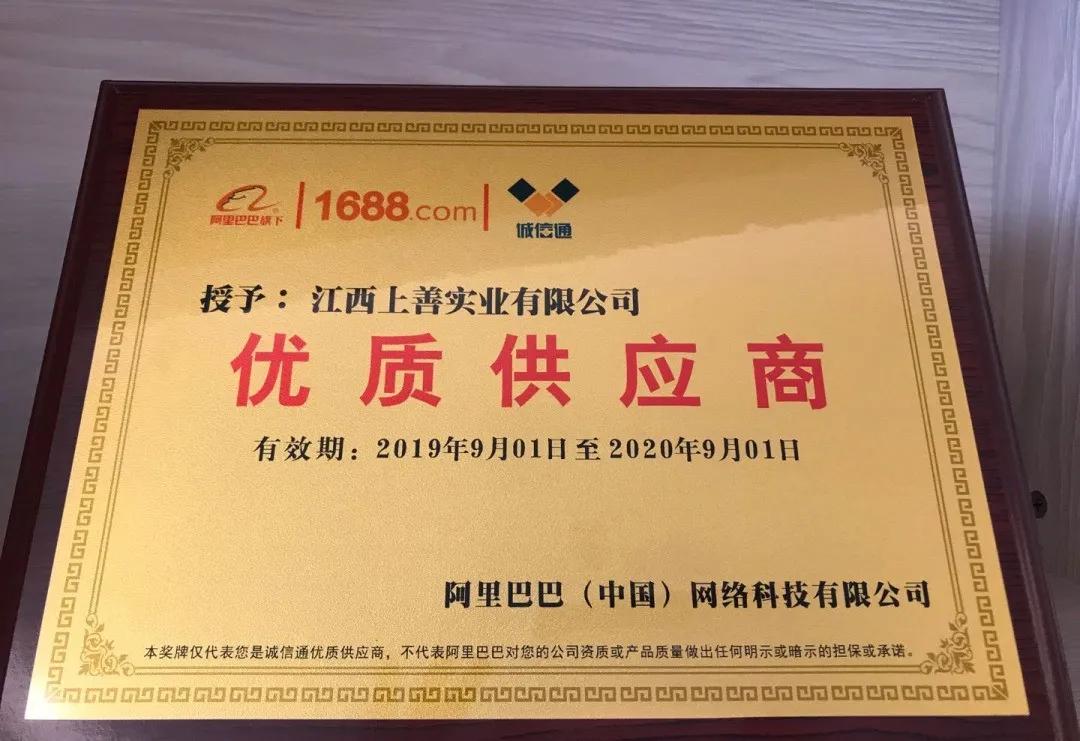 阿里巴巴旗下 | 1688.com | 诚信通
授予：江西上善实业有限公司
优质供应商
有效期：2019年9月01日至2020年9月01日
阿里巴巴（中国）网络科技有限公司
本奖牌仅代表您是诚信通优质供应商，不代表阿里巴巴对您的公司资质或产品质量做出任何明示或暗示的担保或承诺。